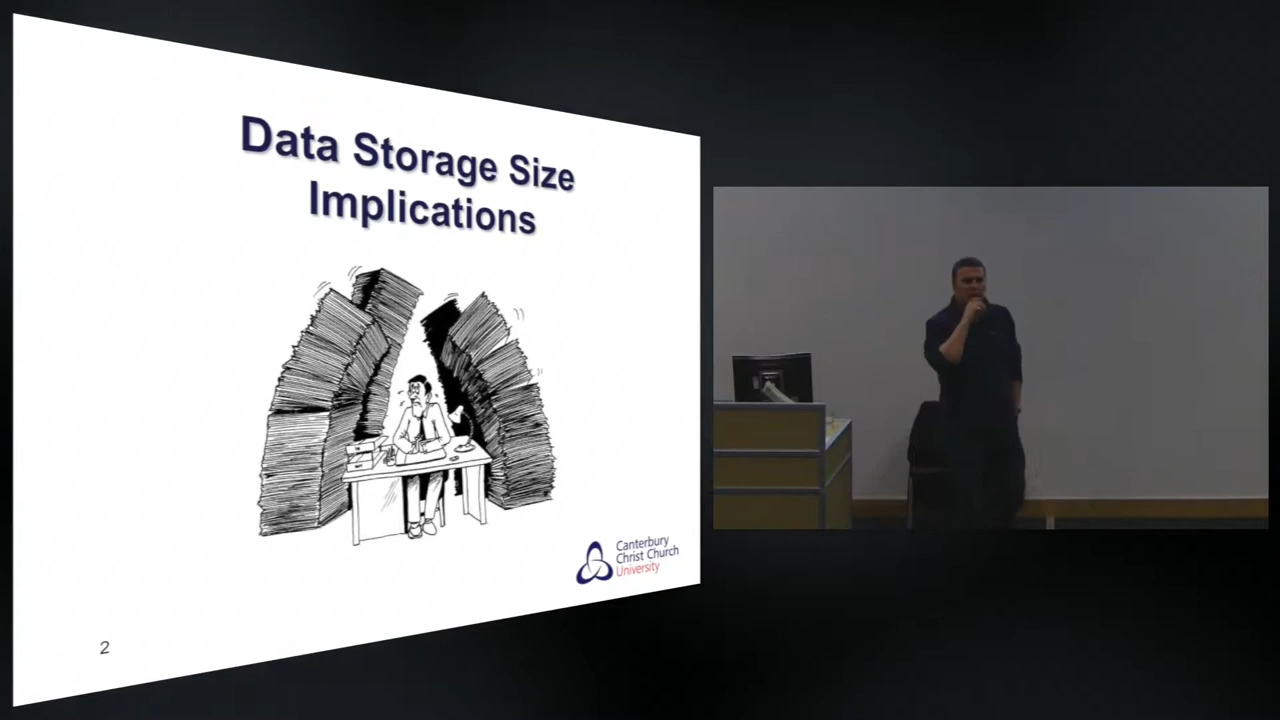 Data Storage Size
Implications
Canterbury
Christ Church
University
2